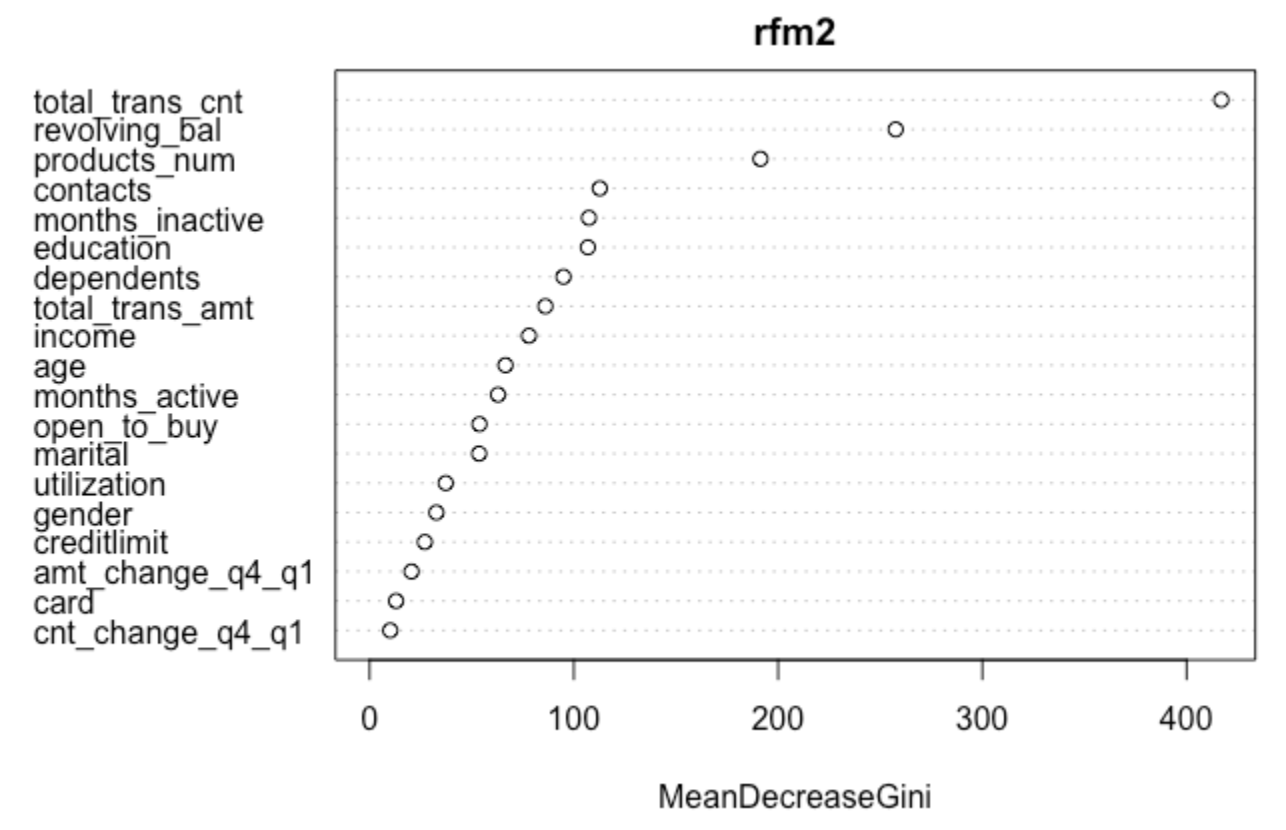 rfm2
total_trans_cnt
revolving_bal
products_num
contacts
months_inactive
education
dependents
total_trans_amt
income
age
months_active
open_to_buy
marital
utilization
gender
creditlimit
amt_change_q4_q1
card
cnt_change_q4_q1
0 100 200 300 400
MeanDecreaseGini